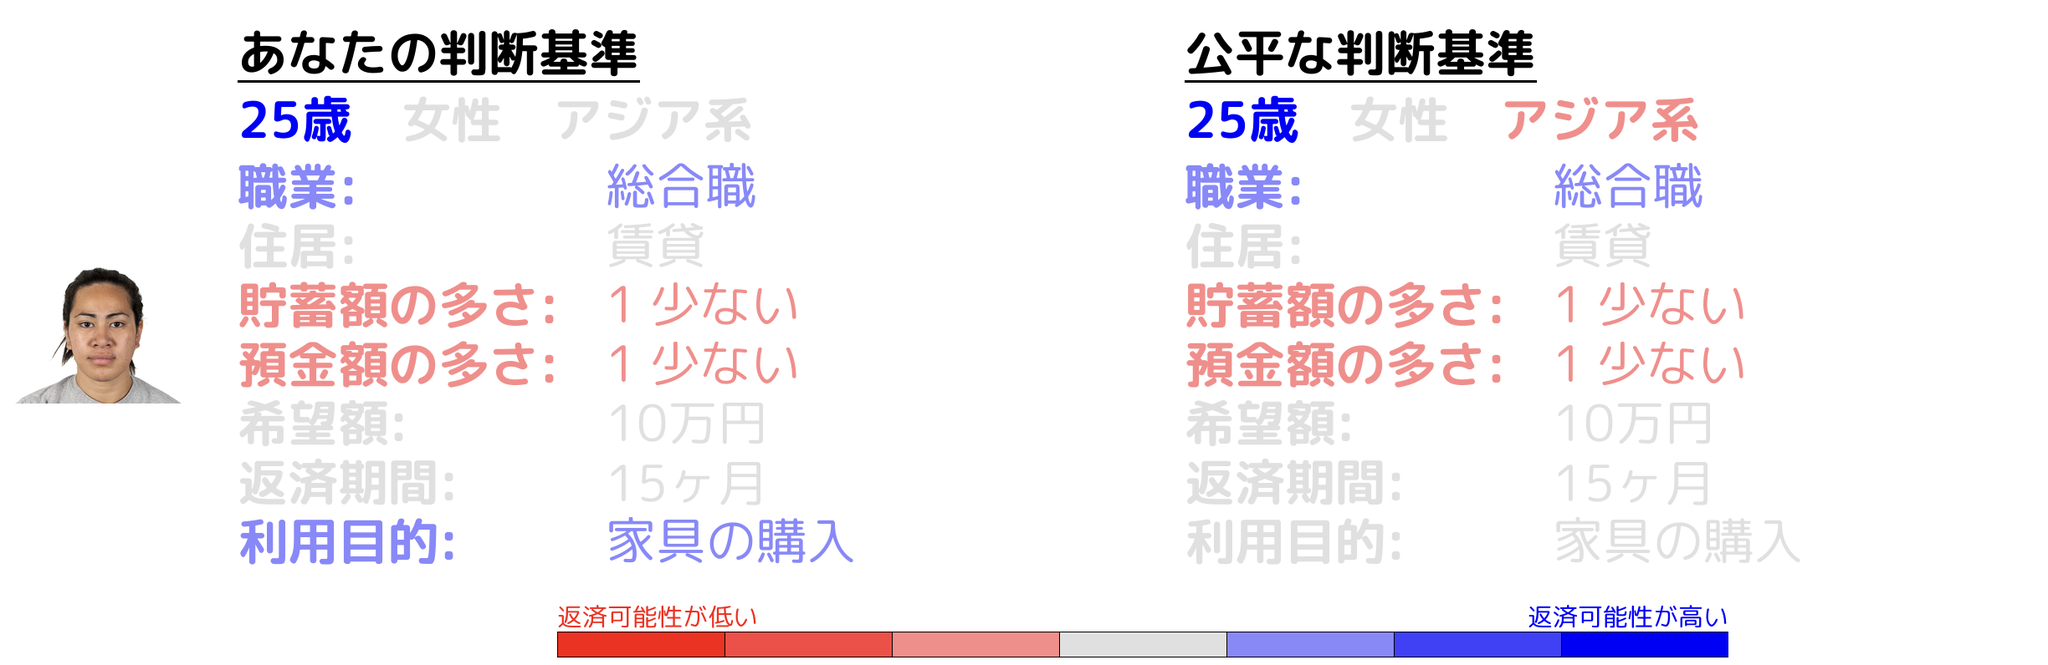 あなたの判断基準
25歳 女性 アジア系
職業: 総合職
住居: 賃貸
貯蓄額の多さ: 1 少ない
預金額の多さ: 1 少ない
希望額: 10万円
返済期間: 15ヶ月
利用目的: 家具の購入
公平な判断基準
25歳 女性 アジア系
職業: 総合職
住居: 賃貸
貯蓄額の多さ: 1 少ない
預金額の多さ: 1 少ない
希望額: 10万円
返済期間: 15ヶ月
利用目的: 家具の購入
返済可能性が低い
返済可能性が高い